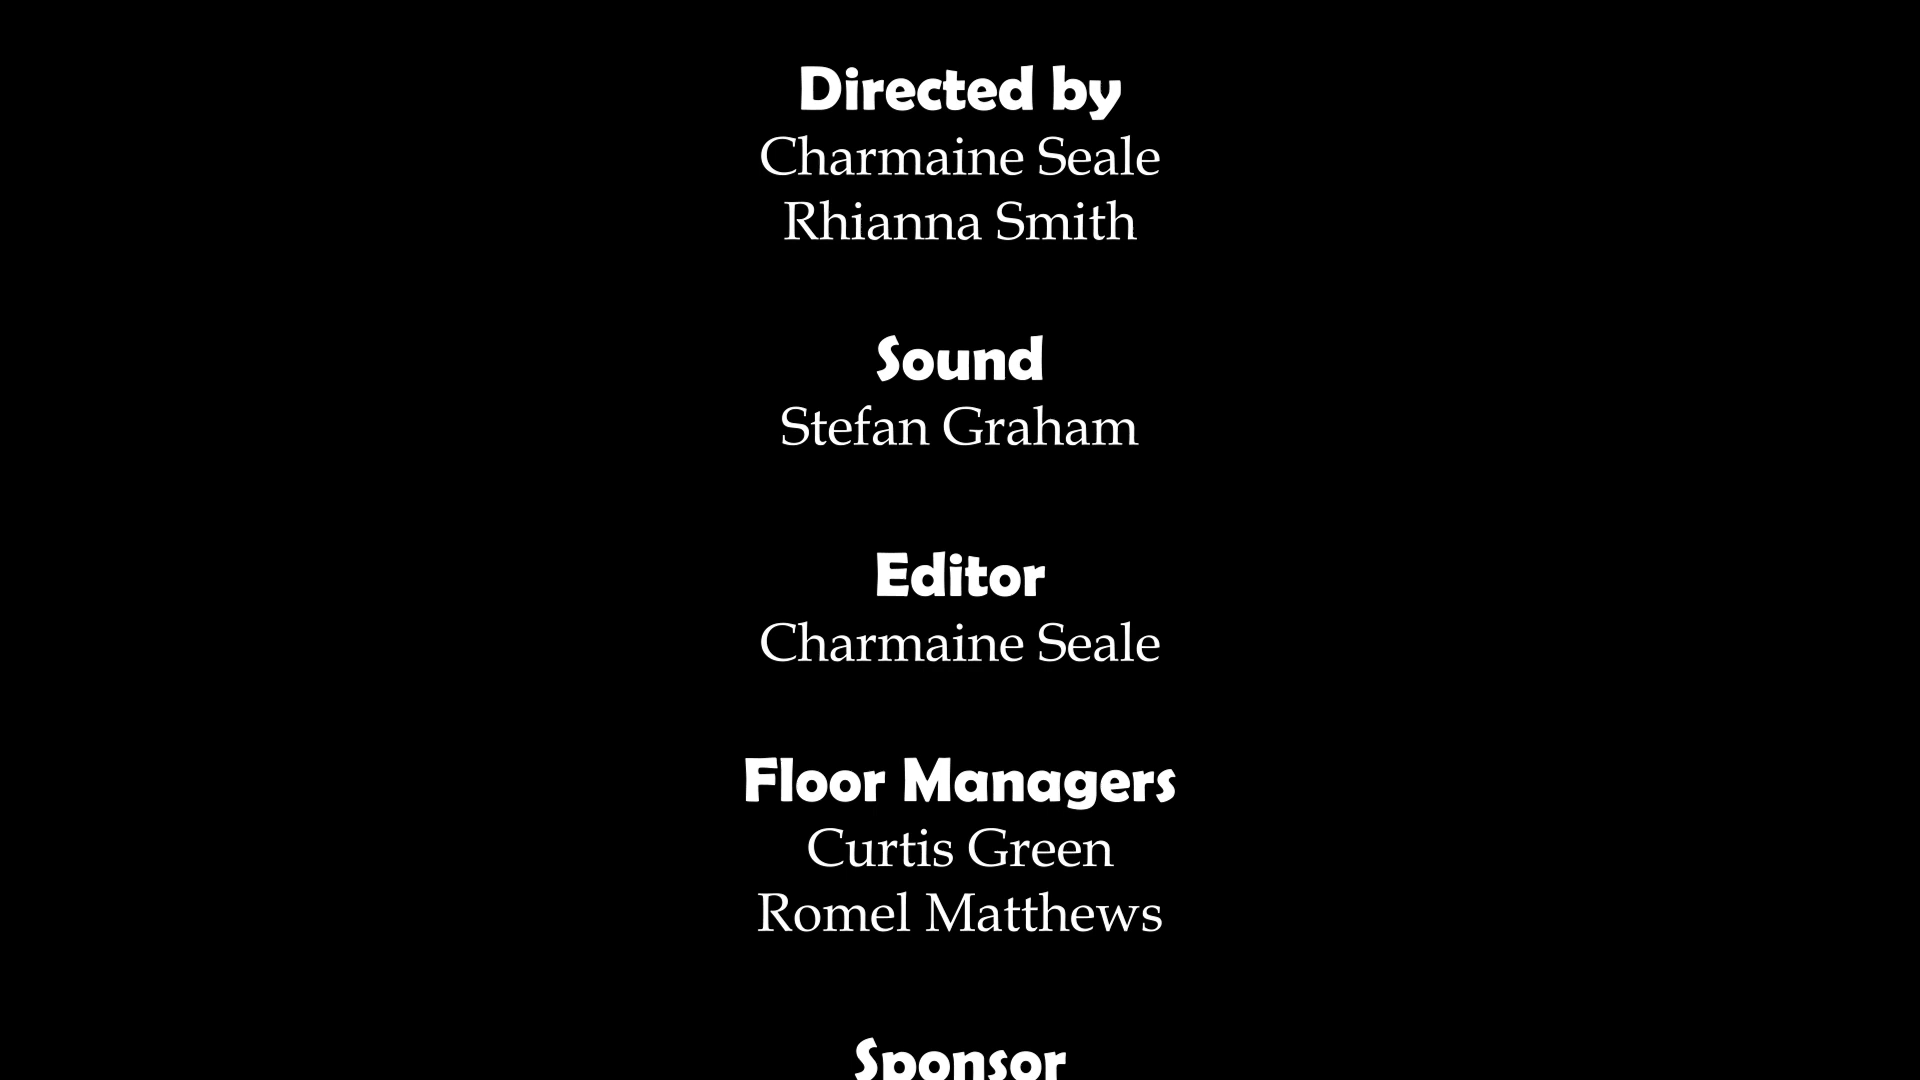 Directed by
Charmaine Seale
Rhianna Smith
Sound
Stefan Graham
Editor
Charmaine Seale
Floor Managers
Curtis Green
Romel Matthews
Sponsor